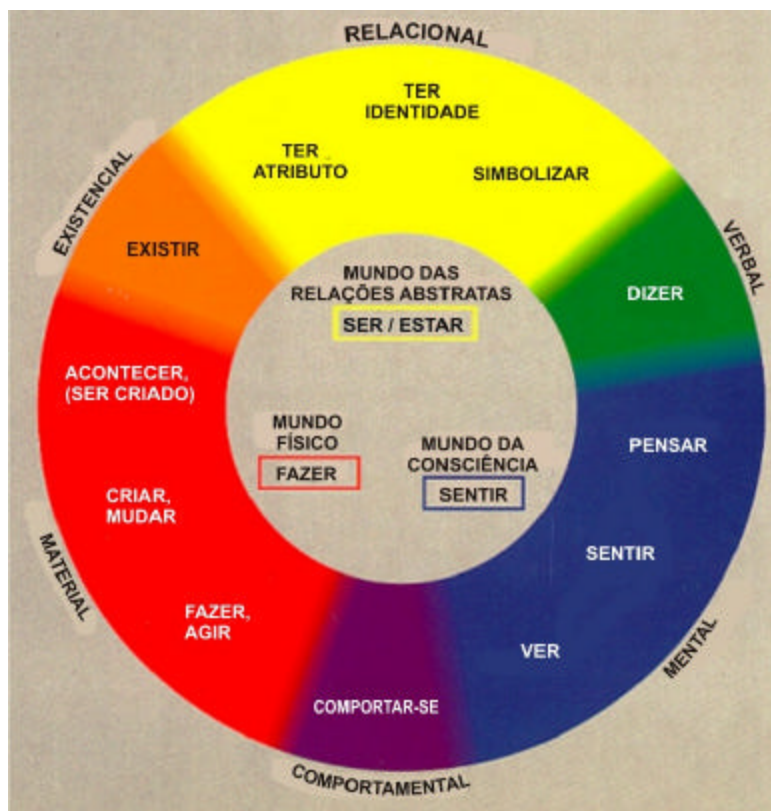 RELACIONAL
TER
IDENTIDADE
TER
ATRIBUTO
SIMBOLIZAR
EXISTENCIAL
EXISTIR
VERBAL
DIZER
MUNDO DAS
RELAÇÕES ABSTRATAS
SER / ESTAR
ACONTECER,
(SER CRIADO)
MUNDO
FÍSICO
FAZER
MUNDO DA
CONSCIÊNCIA
SENTIR
PENSAR
CRIAR,
MUDAR
SENTIR
MATERIAL
FAZER,
AGIR
VER
MENTAL
COMPORTAR-SE
COMPORTAMENTAL